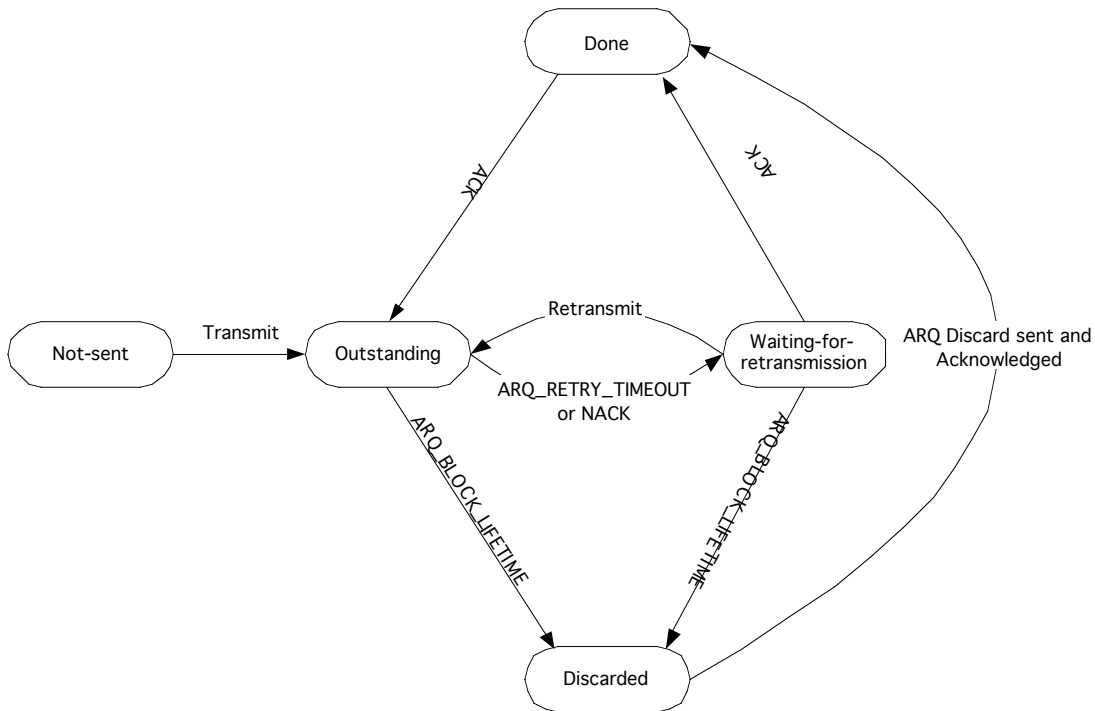 Done
ACK
ACK
Retransmit
Transmit
Not-sent
Outstanding
Waiting-for-
retransmission
ARQ Discard sent and
Acknowledged
ARQ_RETRY_TIMEOUT
or NACK
ARQ_BLOCK_LIFETIME
ARQ_BLOCK_LIFETIME
Discarded